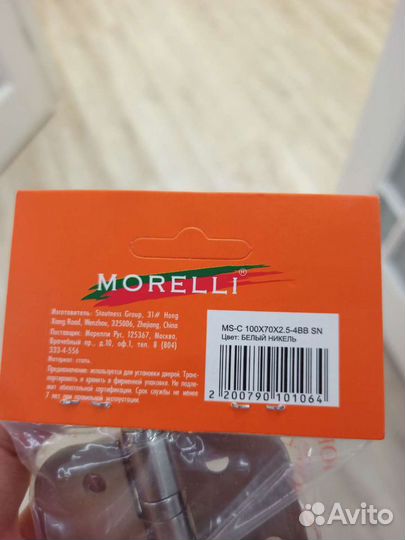 MORELLI®
Изготовитель: Stoutness Group, 31# Hong
Xiang Road, Wenzhou, 325006, Zhejiang, China
Поставщик: Морелли Рус, 125367, Москва,
Врачебный пр., д.10, оф.1, тел. 8 (804)
333-4-556
Материал: сталь.
Предназначение: используется для установки дверей. Транс-
портировать и хранить в фирменной упаковке. Не подле-
жит обязательной сертификации. Срок службы не менее
7 лет при правильной эксплуатации.
MS-C 100X70X2.5-4BB SN
Цвет: БЕЛЫЙ НИКЕЛЬ
2 200790 101064
Avito